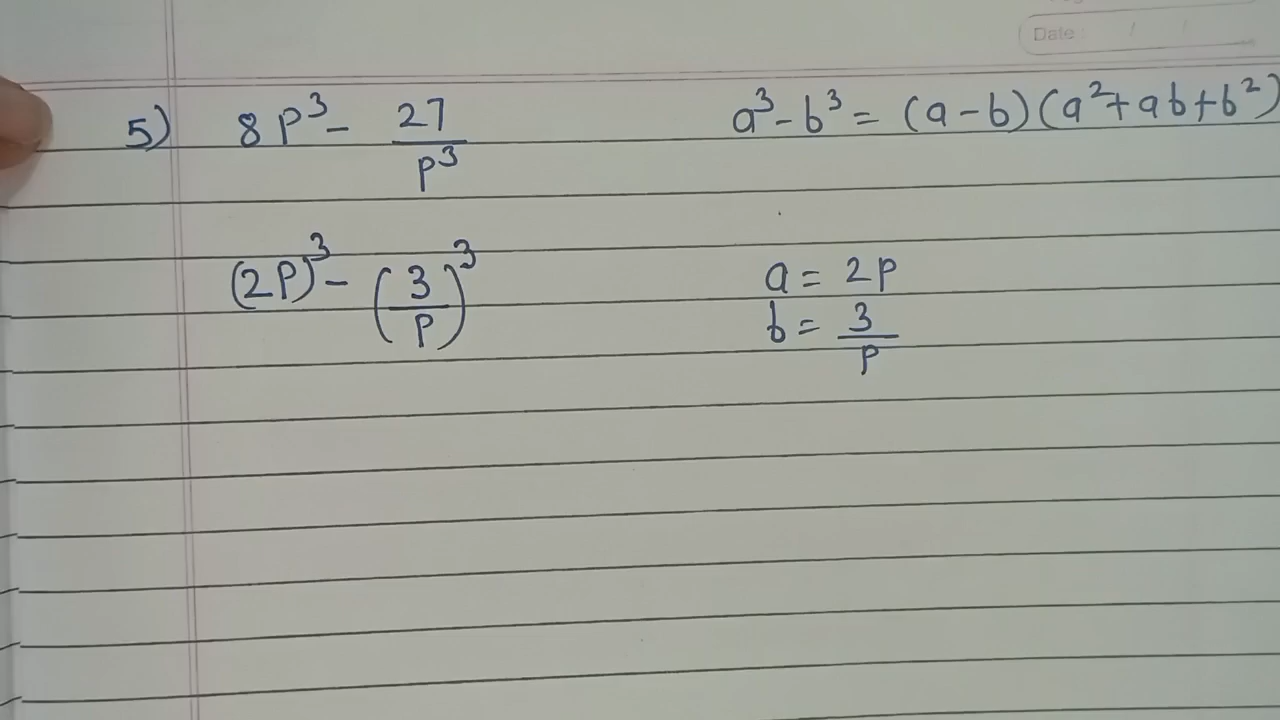 Date / /
5) 8P³ - 27/P³ a³-b³ = (a-b)(a²+ab+b²)
(2P)³ - (3/P)³ a = 2P
b = 3/P